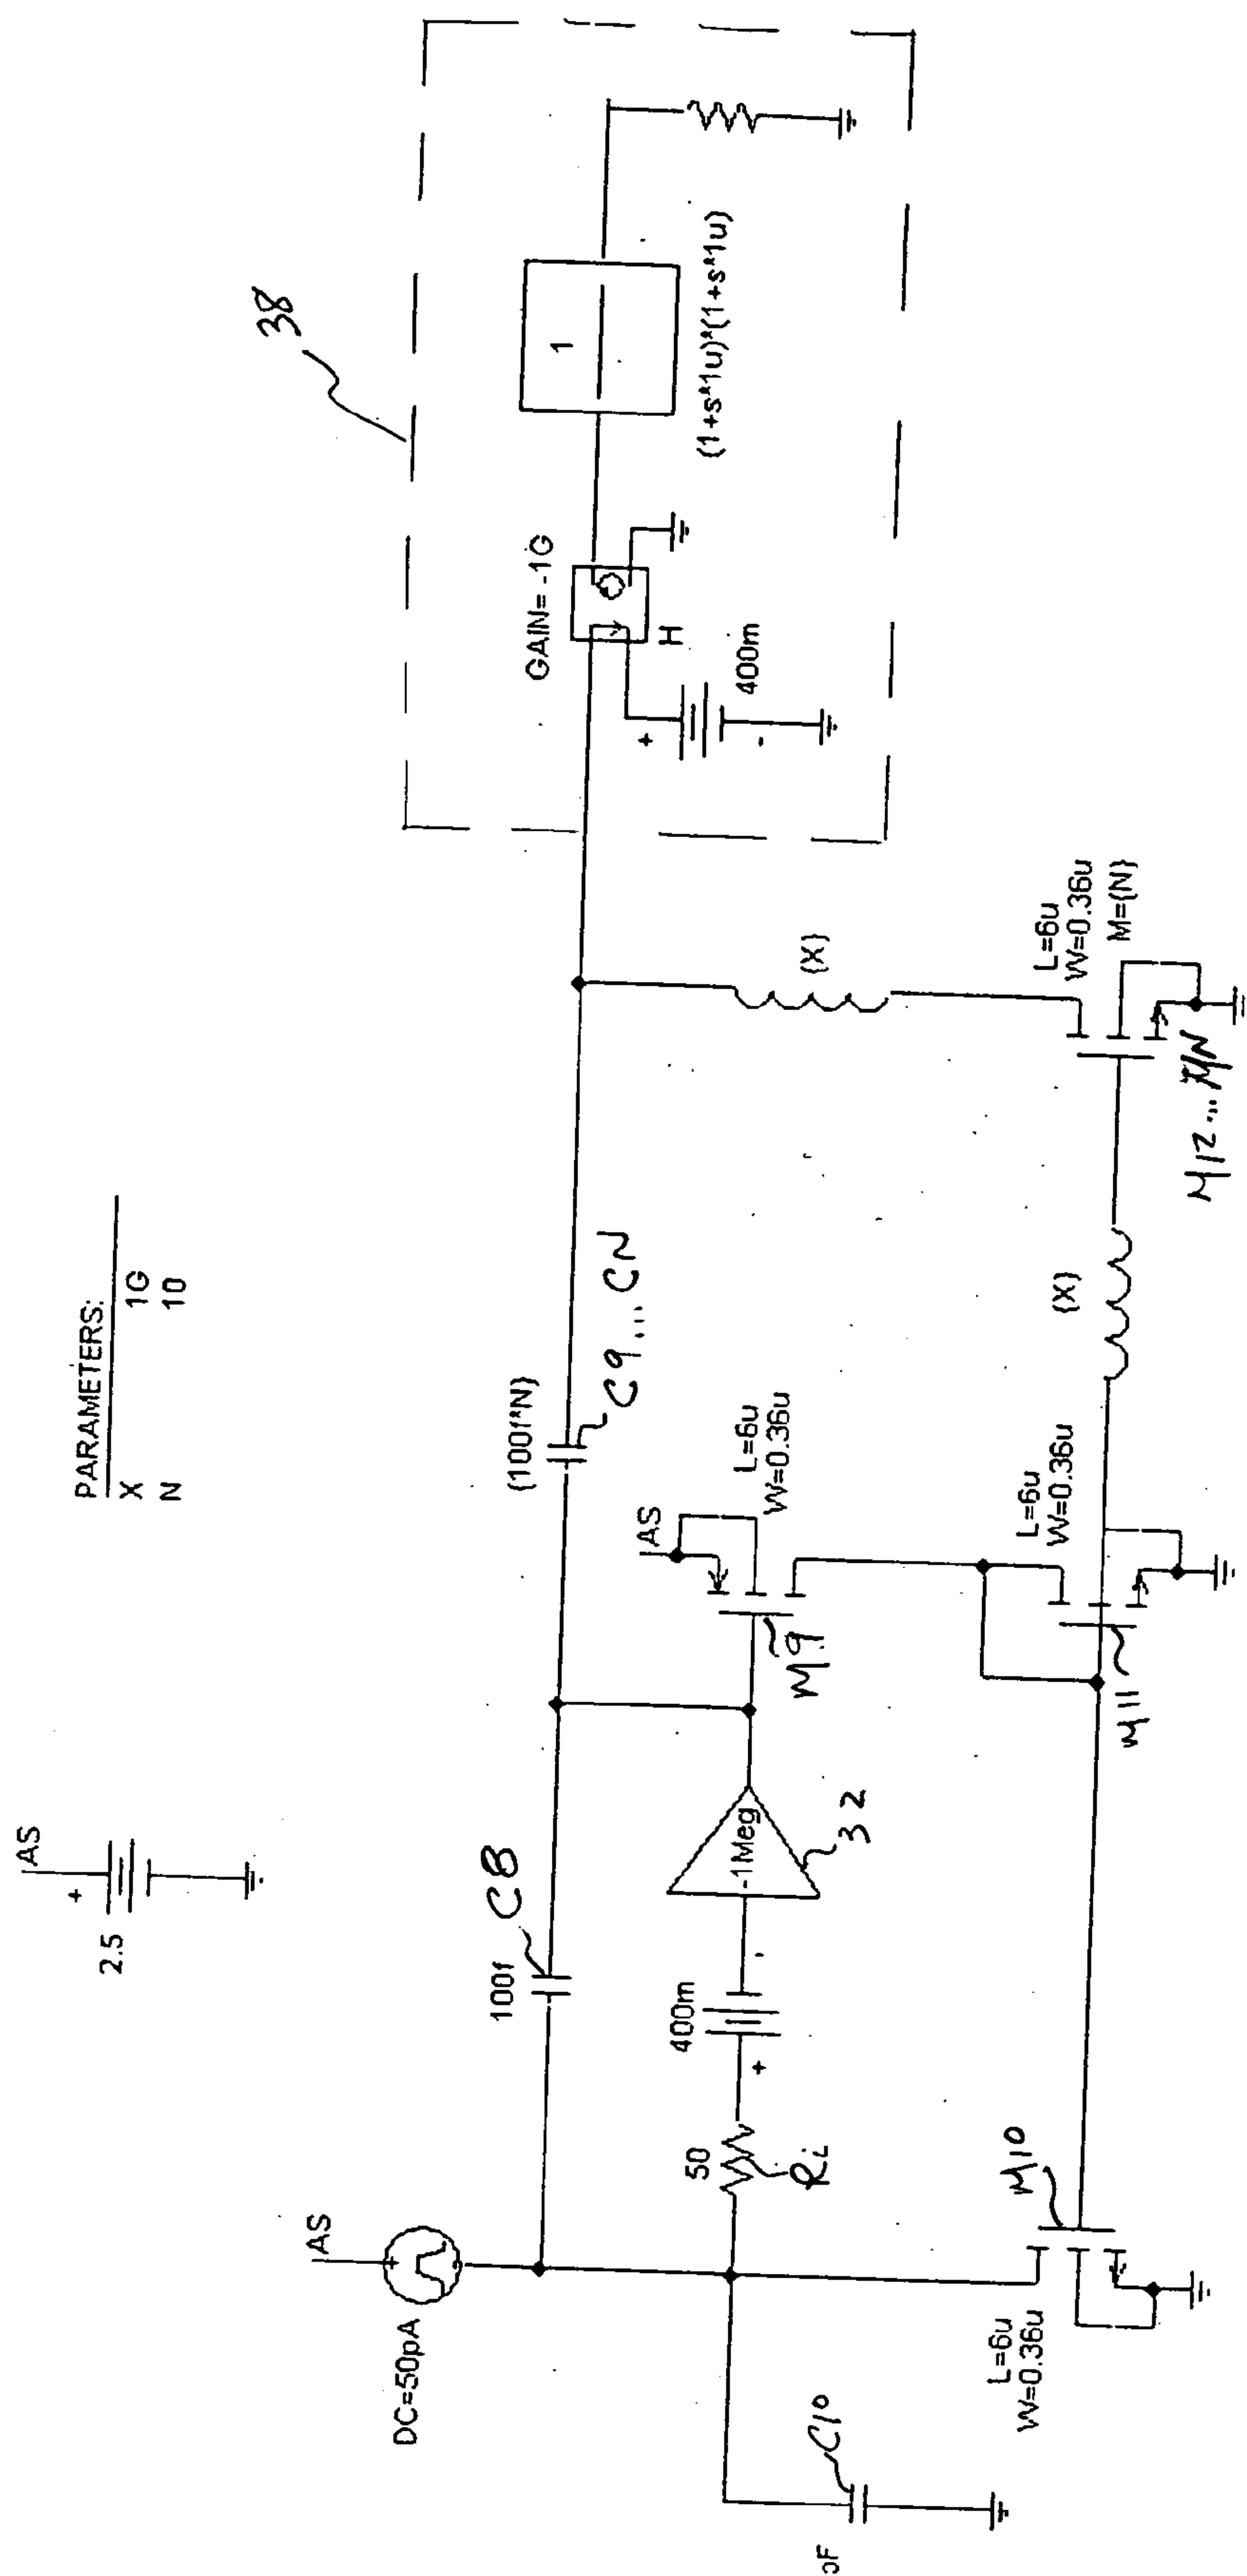 2.5
+
AS
PARAMETERS:
X 1G
N 10
38
DC=50pA
AS
100f
C8
{100f*N}
C9...CN
GAIN= -1G
H
+
400m
-
1
(1+s*1u)*(1+s*1u)
50
Ri
400m
+
-
-1Meg
32
AS
M9
L=6u
W=0.36u
{X}
C10
pF
M10
L=6u
W=0.36u
M11
L=6u
W=0.36u
{X}
L=6u
W=0.36u
M={N}
M12...MN